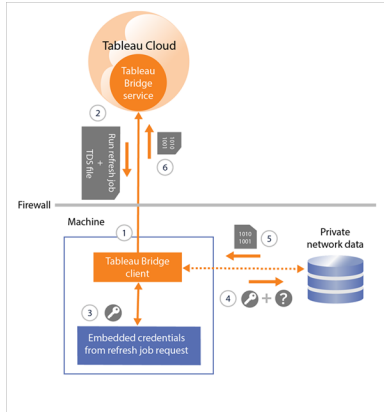 Tableau Cloud
Tableau
Bridge
service
2
Run refresh job
+
TDS file
1010
1001
6
Firewall
Machine
1
1010
1001
5
Private
network data
Tableau Bridge
client
3
4
+
?
Embedded credentials
from refresh job request